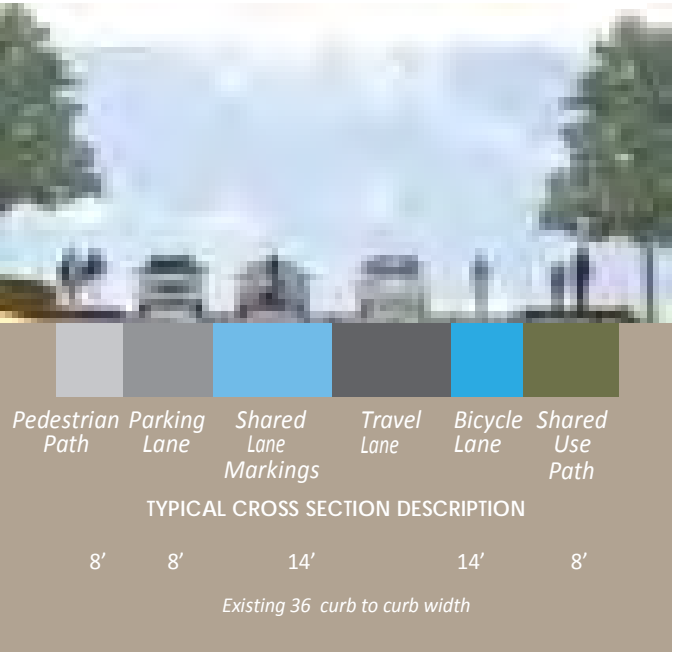 Pedestrian Parking Shared Travel Bicycle Shared
Path Lane Lane Lane Lane Use
Markings Path
TYPICAL CROSS SECTION DESCRIPTION
8’ 8’ 14’ 14’ 8’
Existing 36 curb to curb width